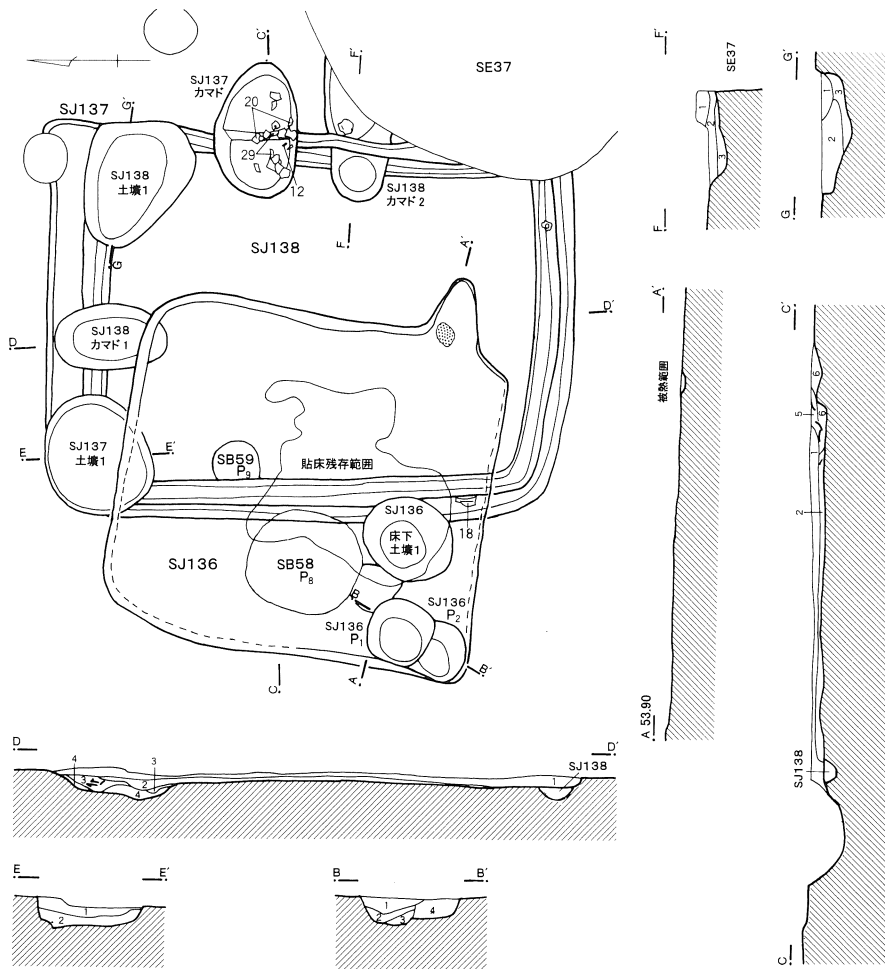 C´
F´
SE37
SJ137
カマド
SJ137
G´
20
29
12
SJ138
土壙1
SJ138
カマド2
G
F
SJ138
A´
D
D´
SJ138
カマド1
SJ137
土壙1
E
E´
SB59
P9
貼床残存範囲
SJ136
床下
土壙1
18
SJ136
SB58
P8
B
SJ136
P2
SJ136
P1
C
A
B´
F´
SE37
1
2
3
F
G´
1
3
2
G
A´
被熱範囲
A 53.90
C´
6
5
6
1
2
SJ138
C
D
4
3
D´
3
2
4
1
SJ138
E
E´
1
2
B
B´
1
2
3
4